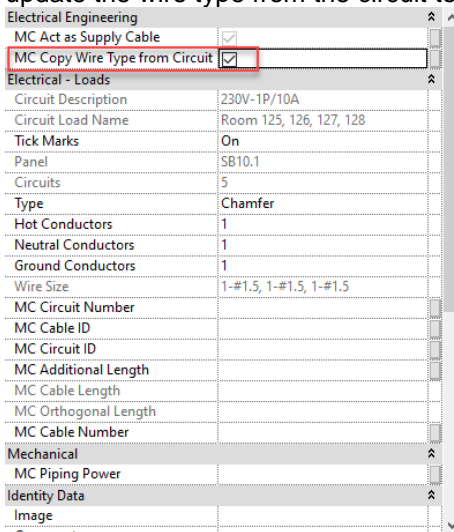 update the wire type from the circuit to
Electrical Engineering
MC Act as Supply Cable
MC Copy Wire Type from Circuit
Electrical - Loads
Circuit Description 230V-1P/10A
Circuit Load Name Room 125, 126, 127, 128
Tick Marks On
Panel SB10.1
Circuits 5
Type Chamfer
Hot Conductors 1
Neutral Conductors 1
Ground Conductors 1
Wire Size 1-#1.5, 1-#1.5, 1-#1.5
MC Circuit Number
MC Cable ID
MC Circuit ID
MC Additional Length
MC Cable Length
MC Orthogonal Length
MC Cable Number
Mechanical
MC Piping Power
Identity Data
Image